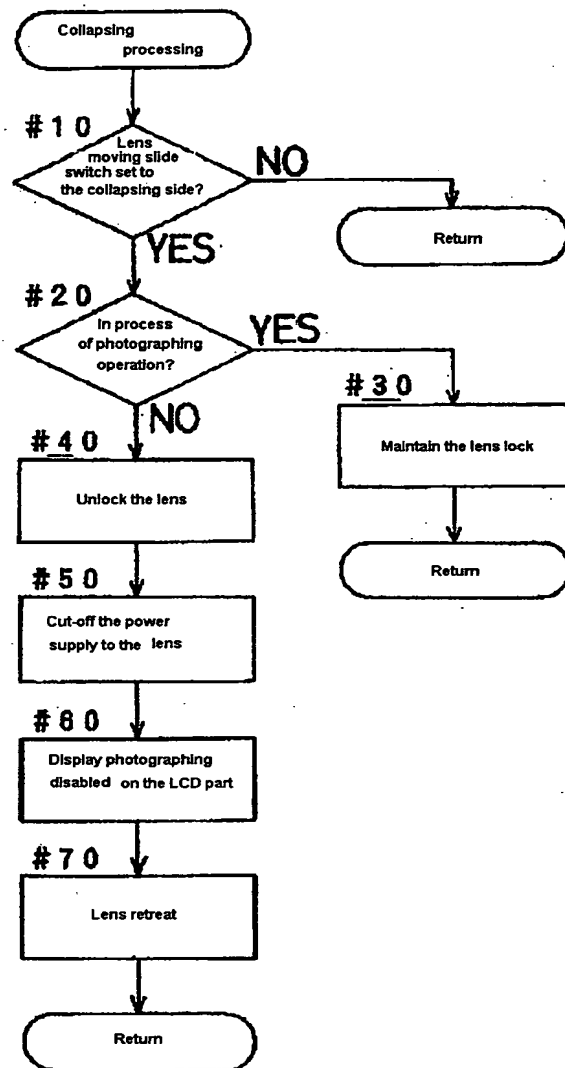 Collapsing
processing
#10
Lens
moving slide
switch set to
the collapsing side?
NO
Return
YES
#20
In process
of photographing
operation?
YES
#30
Maintain the lens lock
Return
NO
#40
Unlock the lens
#50
Cut-off the power
supply to the lens
#60
Display photographing
disabled on the LCD part
#70
Lens retreat
Return